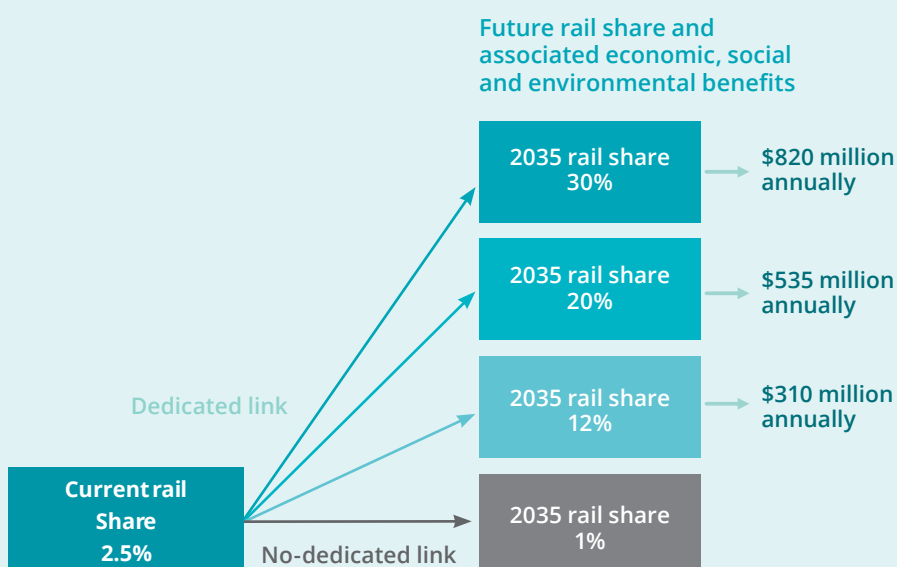 Future rail share and
associated economic, social
and environmental benefits
2035 rail share
30%
$820 million
annually
2035 rail share
20%
$535 million
annually
Dedicated link
2035 rail share
12%
$310 million
annually
Current rail
Share
2.5%
No-dedicated link
2035 rail share
1%